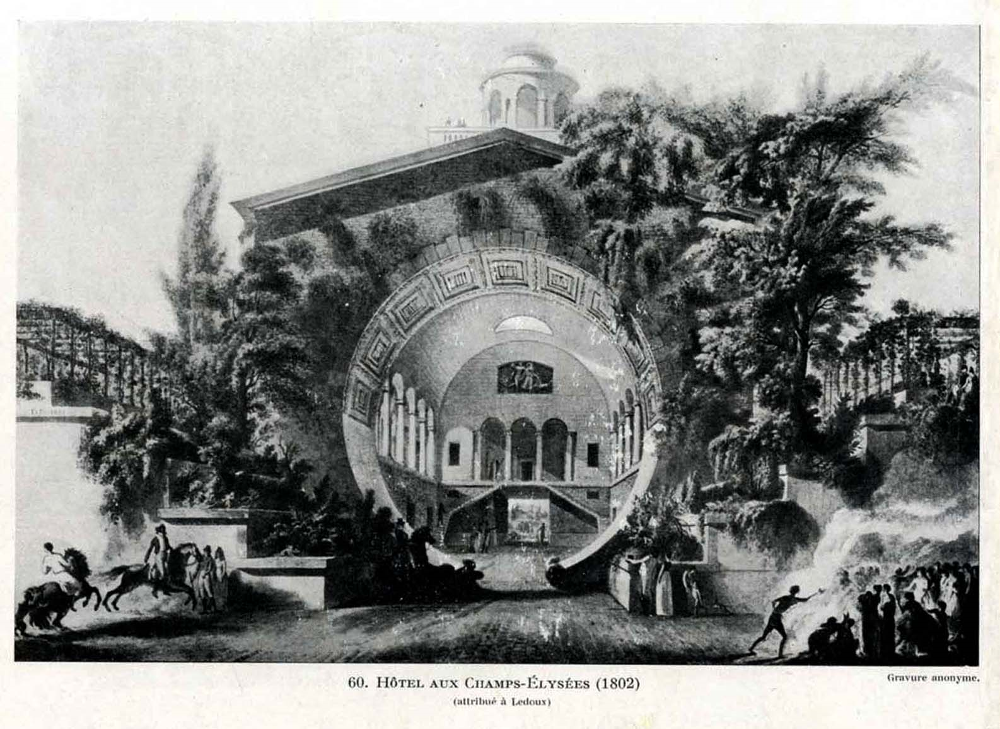 60. Hôtel aux Champs-Élysées (1802)
(attribué à Ledoux)
Gravure anonyme.